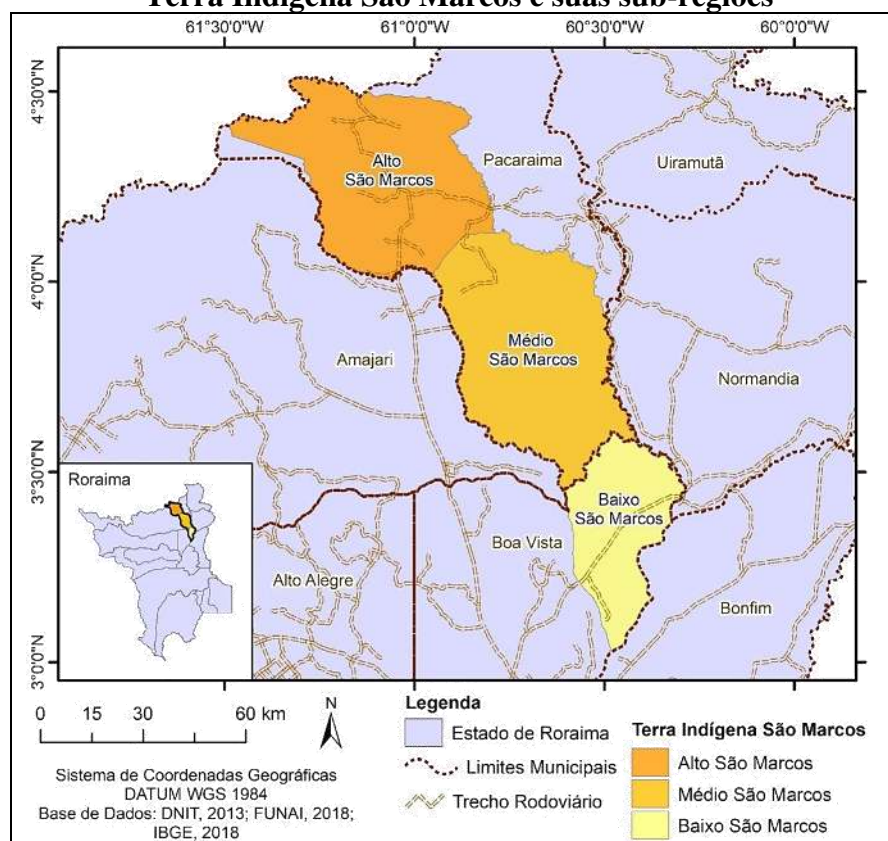 Terra Indígena São Marcos e suas sub-regiões
61°30'0"W
61°0'0"W
60°30'0"W
60°0'0"W
4°30'0"N
4°0'0"N
3°30'0"N
3°0'0"N
Alto
São Marcos
Pacaraima
Uiramutã
Médio
São Marcos
Amajari
Normandia
Baixo
São Marcos
Boa Vista
Alto Alegre
Bonfim
Roraima
0 15 30 60 km
N
Sistema de Coordenadas Geográficas
DATUM WGS 1984
Base de Dados: DNIT, 2013; FUNAI, 2018;
IBGE, 2018
Legenda
Estado de Roraima
Limites Municipais
Trecho Rodoviário
Terra Indígena São Marcos
Alto São Marcos
Médio São Marcos
Baixo São Marcos